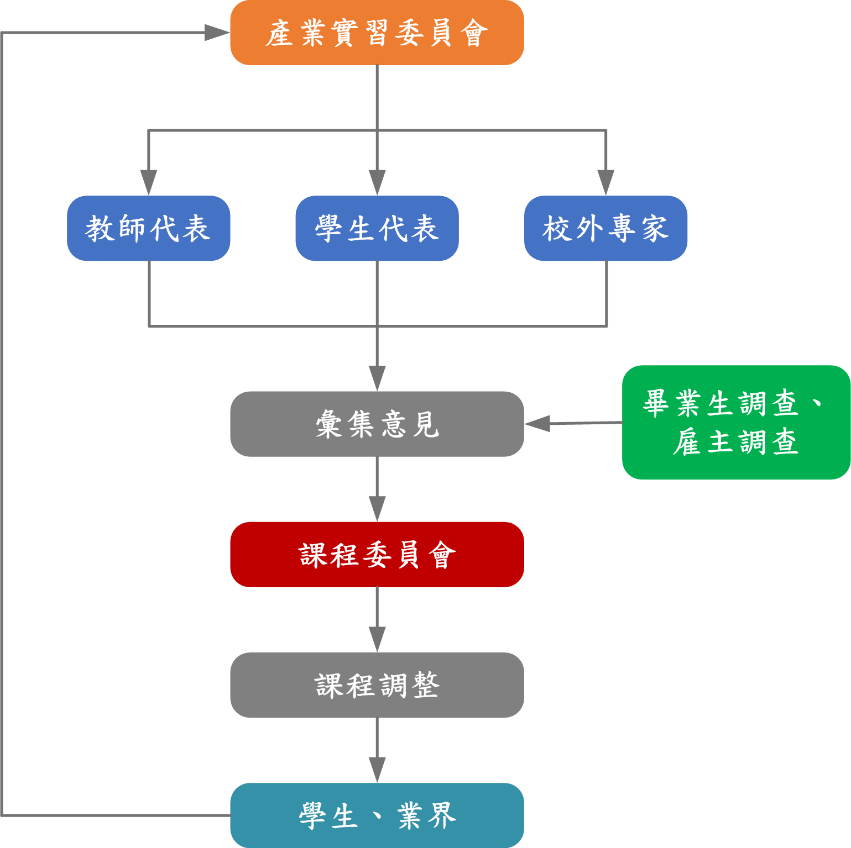 產業實習委員會
教師代表
學生代表
校外專家
彙集意見
畢業生調查、
雇主調查
課程委員會
課程調整
學生、業界